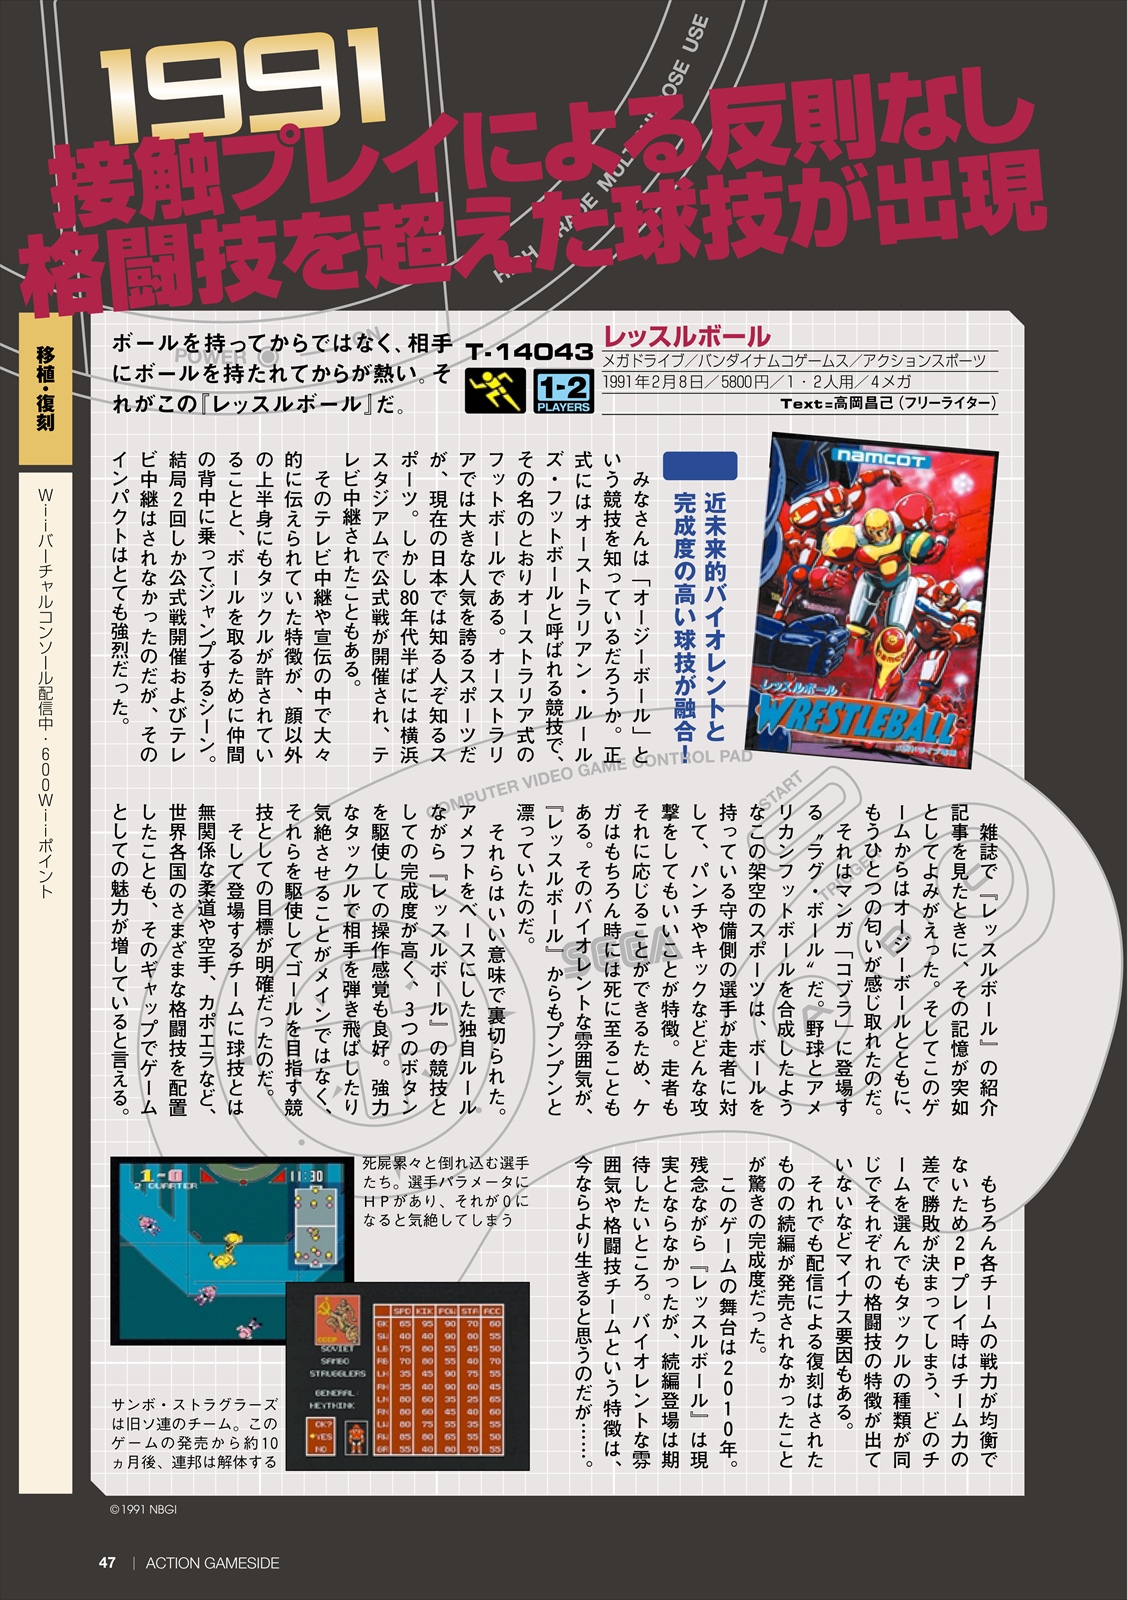 1991
接触プレイによる反則なし
格闘技を超えた球技が出現
HIGH GRADE MULTI PURPOSE USE
移植・復刻
Wiiバーチャルコンソール配信中・600Wiiポイント
POWER
ON
ボールを持ってからではなく、相手
にボールを持たれてからが熱い。そ
れがこの『レッスルボール』だ。
T-14043
1-2
PLAYERS
レッスルボール
メガドライブ／バンダイナムコゲームス／アクションスポーツ
1991年2月8日／5800円／1・2人用／4メガ
Text=高岡昌己（フリーライター）
namcot
レッスルボール
WRESTLEBALL
メガドライブ専用
近未来的バイオレントと
完成度の高い球技が融合！
みなさんは「オージーボール」と
いう競技を知っているだろうか。正
式にはオーストラリアン・ルール
ズ・フットボールと呼ばれる競技で、
その名のとおりオーストラリア式の
フットボールである。オーストラリ
アでは大きな人気を誇るスポーツだ
が、現在の日本では知る人ぞ知るス
ポーツ。しかし80年代半ばには横浜
スタジアムで公式戦が開催され、テ
レビ中継されたこともある。
そのテレビ中継や宣伝の中で大々
的に伝えられていた特徴が、顔以外
の上半身にもタックルが許されてい
ることと、ボールを取るために仲間
の背中に乗ってジャンプするシーン。
結局2回しか公式戦開催およびテレ
ビ中継はされなかったのだが、その
インパクトはとても強烈だった。
COMPUTER VIDEO GAME CONTROL PAD
START
TRIGGER
A
B
C
SEGA
雑誌で『レッスルボール』の紹介
記事を見たときに、その記憶が突如
としてよみがえった。そしてこのゲ
ームからはオージーボールとともに、
もうひとつの匂いが感じ取れたのだ。
それはマンガ「コブラ」に登場す
る〝ラグ・ボール〟だ。野球とアメ
リカンフットボールを合成したよう
なこの架空のスポーツは、ボールを
持っている守備側の選手が走者に対
して、パンチやキックなどどんな攻
撃をしてもいいことが特徴。走者も
それに応じることができるため、ケ
ガはもちろん時には死に至ることも
ある。そのバイオレントな雰囲気が、
『レッスルボール』からもプンプンと
漂っていたのだ。
それらはいい意味で裏切られた。
アメフトをベースにした独自ルール
ながら『レッスルボール』の競技と
しての完成度が高く、3つのボタン
を駆使しての操作感覚も良好。強力
なタックルで相手を弾き飛ばしたり
気絶させることがメインではなく、
それらを駆使してゴールを目指す競
技としての目標が明確だったのだ。
そして登場するチームに球技とは
無関係な柔道や空手、カポエラなど、
世界各国のさまざまな格闘技を配置
したことも、そのギャップでゲーム
としての魅力が増していると言える。
もちろん各チームの戦力が均衡で
ないため2Pプレイ時はチーム力の
差で勝敗が決まってしまう、どのチ
ームを選んでもタックルの種類が同
じでそれぞれの格闘技の特徴が出て
いないなどマイナス要因もある。
それでも配信による復刻はされた
ものの続編が発売されなかったこと
が驚きの完成度だった。
このゲームの舞台は2010年。
残念ながら『レッスルボール』は現
実とならなかったが、続編登場は期
待したいところ。バイオレントな雰
囲気や格闘技チームという特徴は、
今ならより生きると思うのだが……。
1-0
2 QUARTER
11:30
死屍累々と倒れ込む選手
たち。選手パラメータに
HPがあり、それが0に
なると気絶してしまう
CCCP
SOVIET
SAMBO
STRUGGLERS
GENERAL:
HEYTHINK
OK?
YES
NO
SPD KIK POW STA ACC
GK 65 95 90 70 60
サンボ・ストラグラーズ
は旧ソ連のチーム。この
ゲームの発売から約10
ヵ月後、連邦は解体する
©1991 NBGI
47 | ACTION GAMESIDE